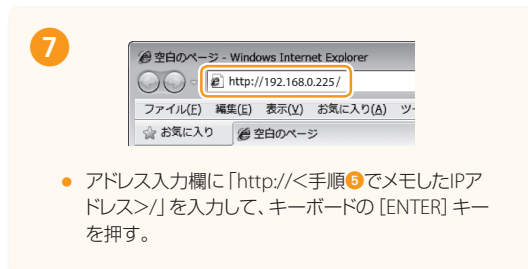 7
空白のページ - Windows Internet Explorer
http://192.168.0.225/
ファイル(F) 編集(E) 表示(V) お気に入り(A) ツー
お気に入り 空白のページ
● アドレス入力欄に「http://<手順5でメモしたIPア
ドレス>/」を入力して、キーボードの［ENTER］キー
を押す。